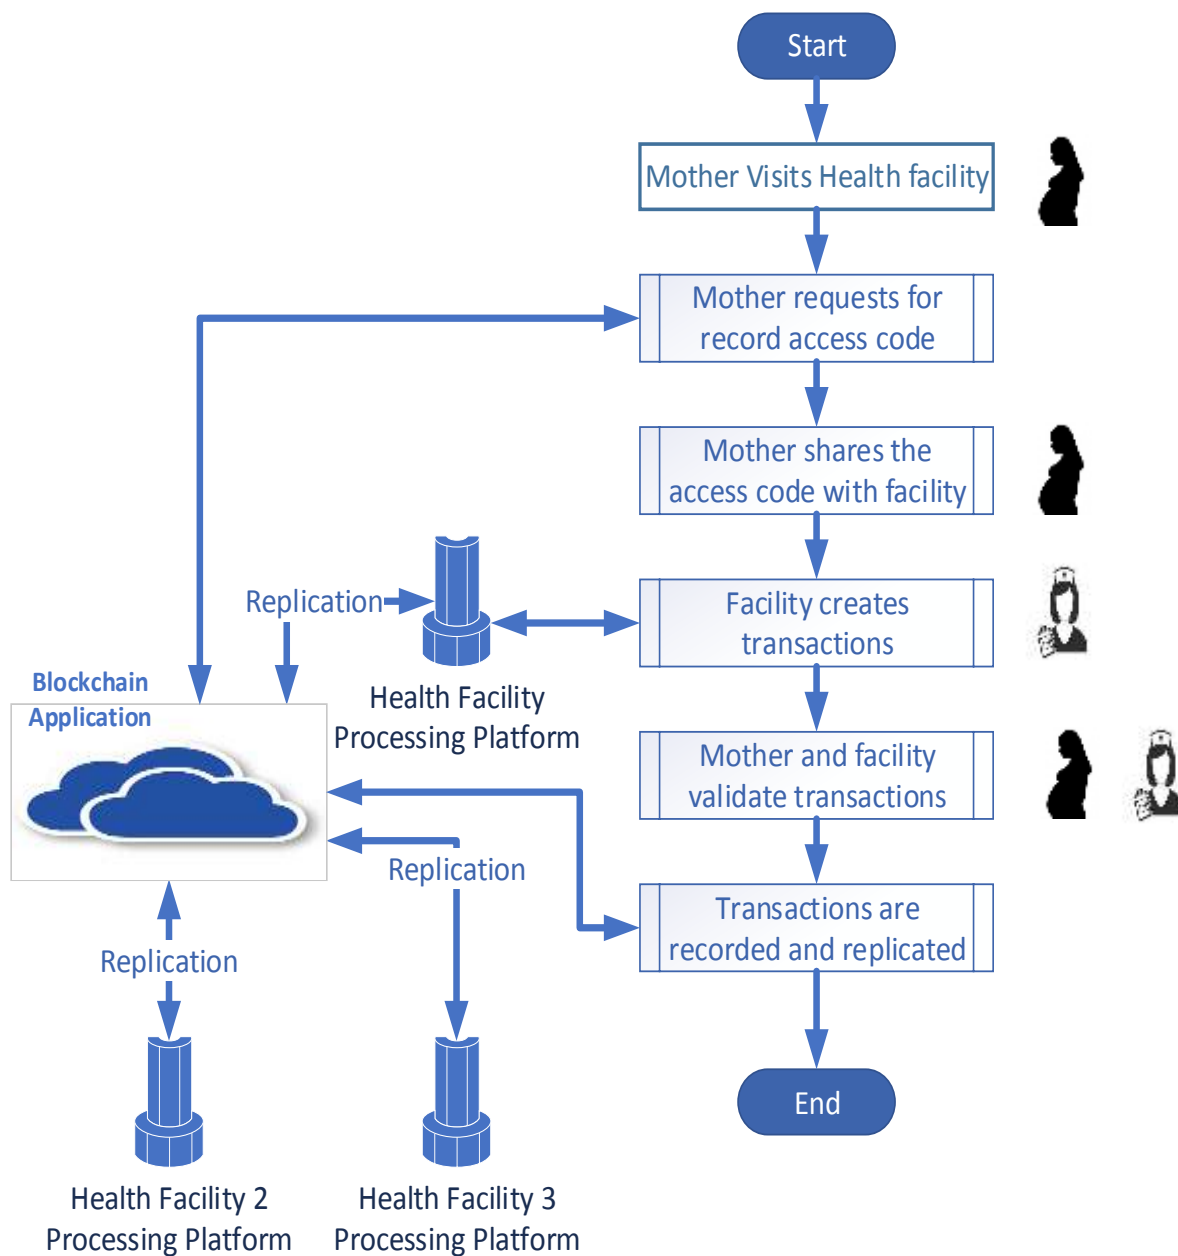 Start
Mother Visits Health facility
Mother requests for
record access code
Mother shares the
access code with facility
Replication
Facility creates
transactions
Blockchain
Application
Health Facility
Processing Platform
Mother and facility
validate transactions
Replication
Transactions are
recorded and replicated
Replication
End
Health Facility 2
Processing Platform
Health Facility 3
Processing Platform